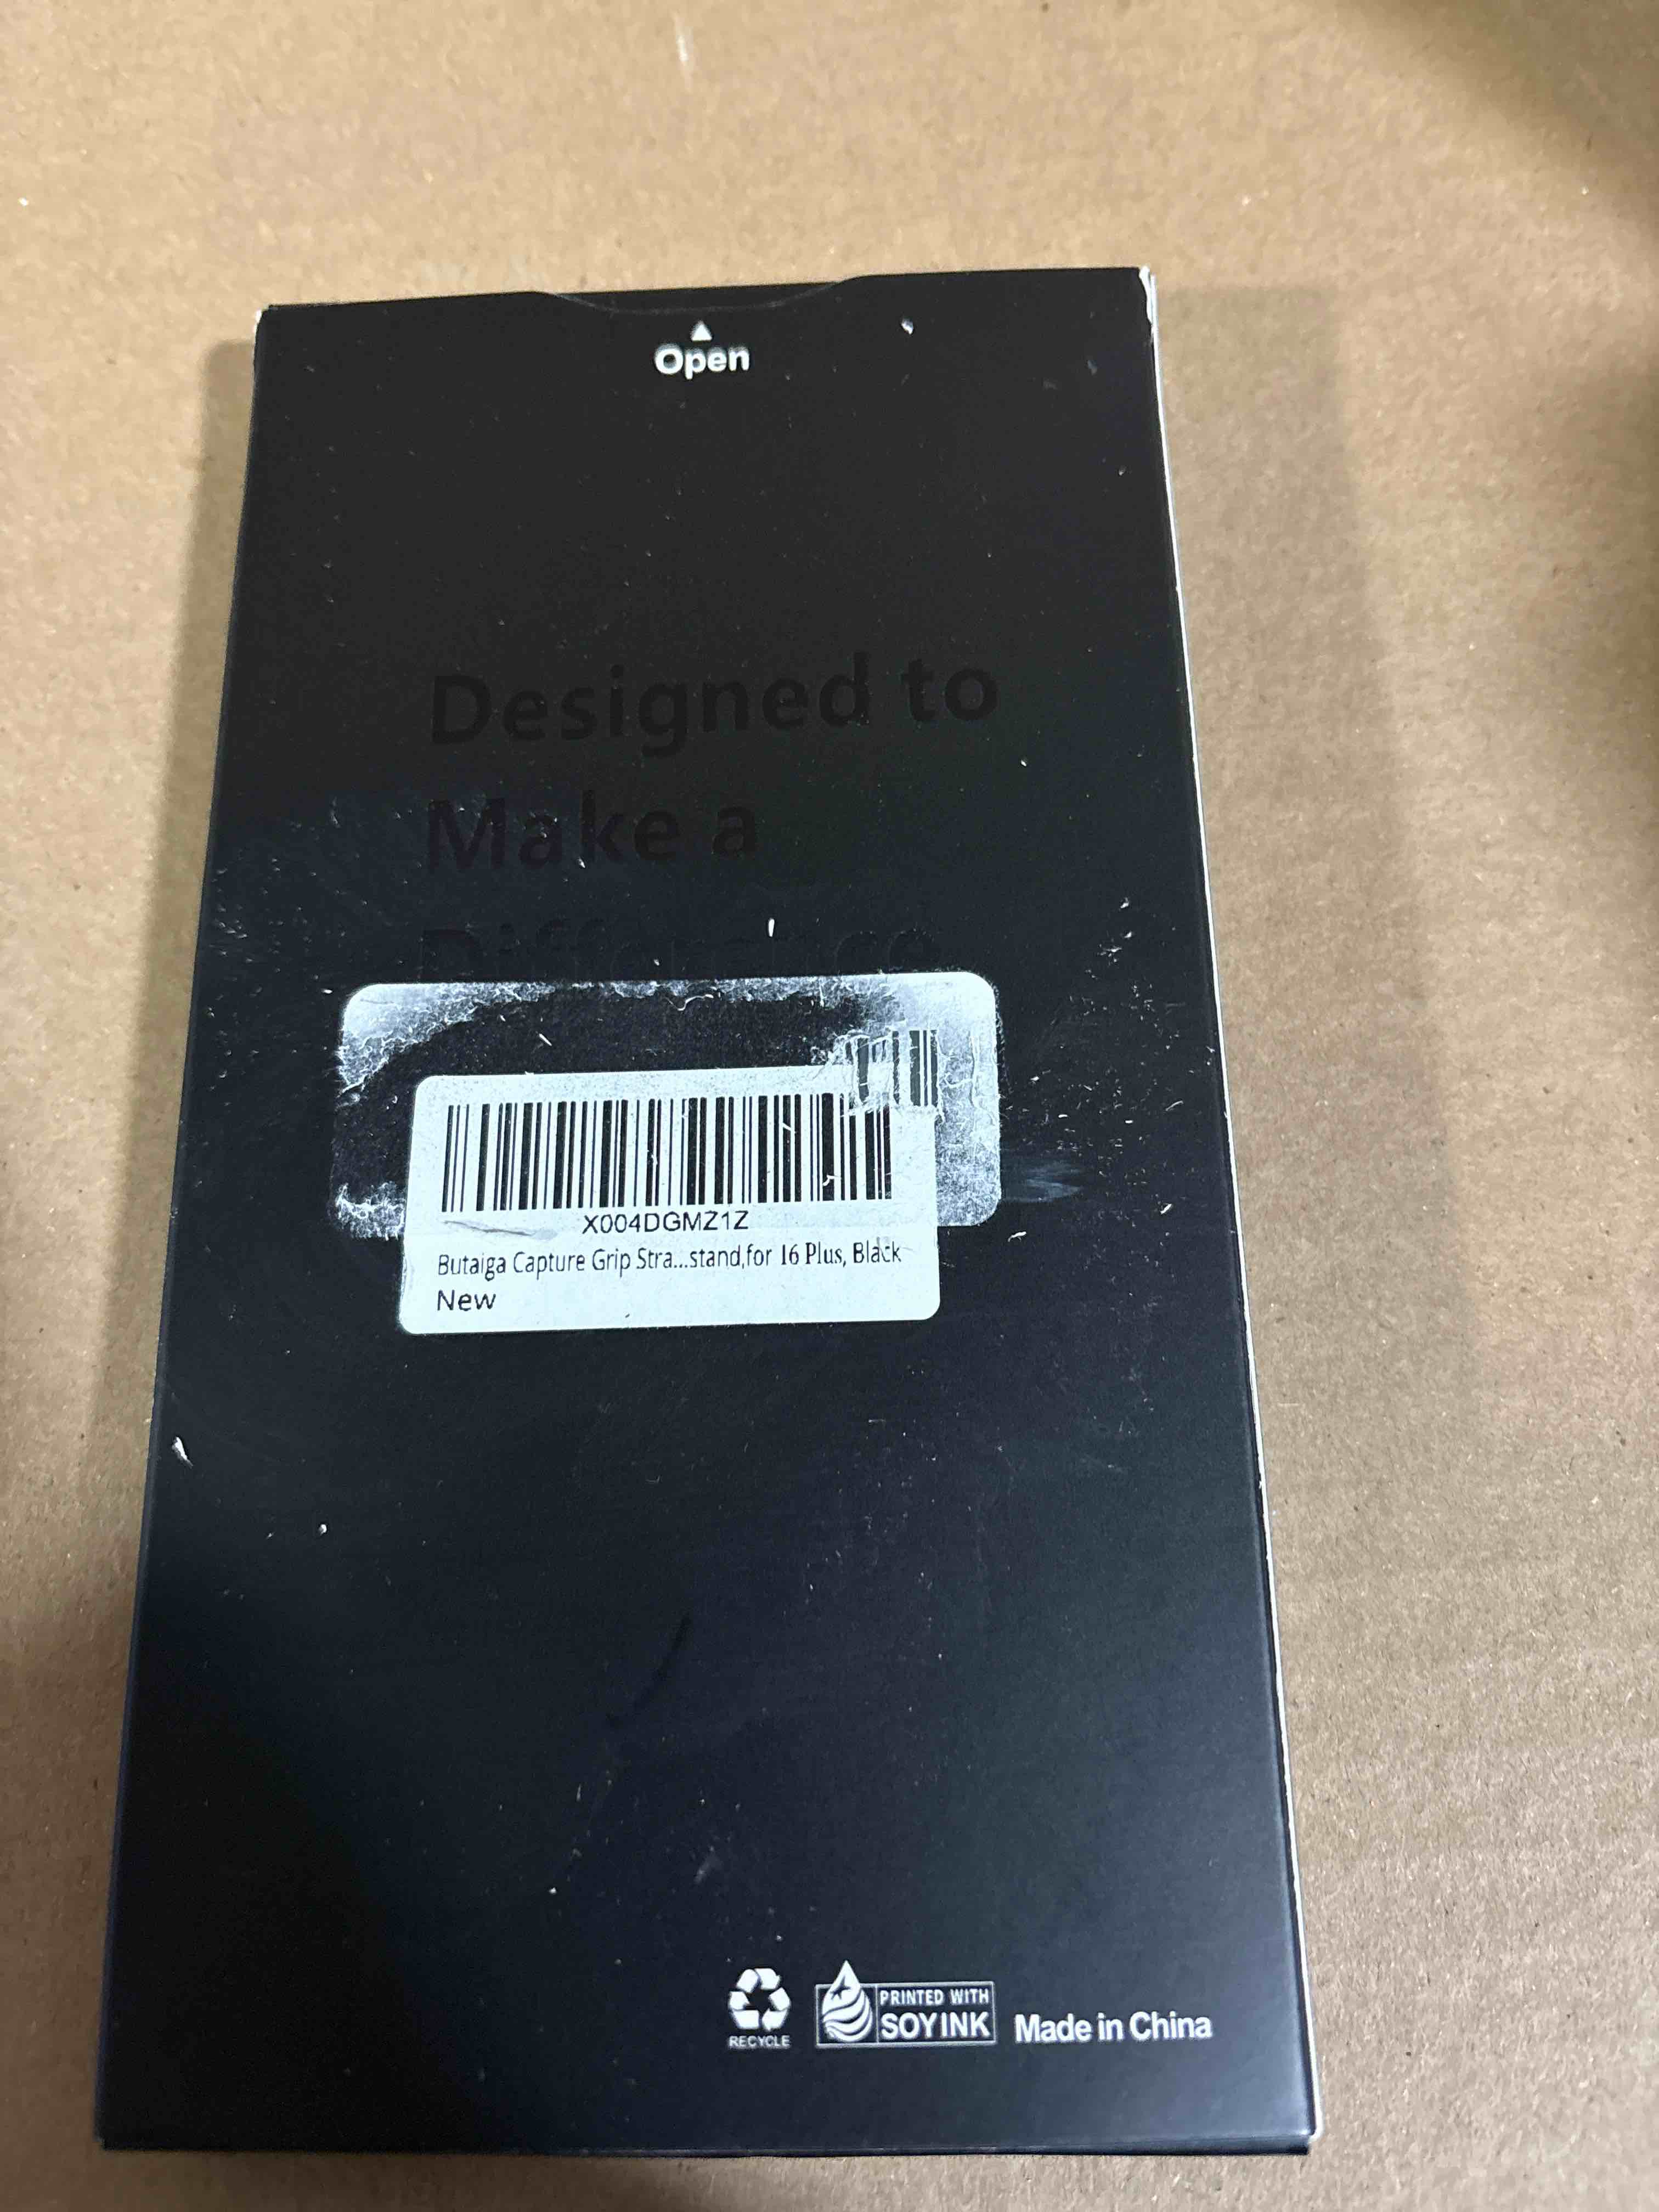 Open
Designed to
Make a
Difference
X004DGMZ1Z
Butaiga Capture Grip Stra...stand,for 16 Plus, Black
New
RECYCLE
PRINTED WITH
SOYINK
Made in China